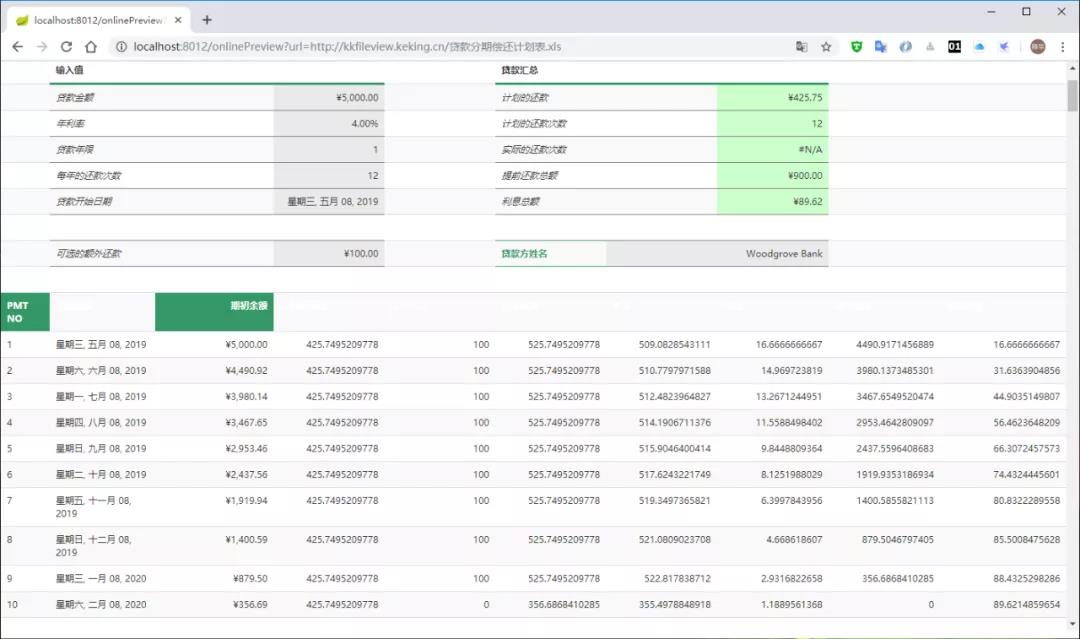 localhost:8012/onlinePreview
localhost:8012/onlinePreview?url=http://kkfileview.keking.cn/贷款分期偿还计划表.xls
输入值 贷款汇总
贷款金额 ¥5,000.00 计划的还款 ¥425.75
年利率 4.00% 计划的还款次数 12
贷款年限 1 实际的还款次数 #N/A
每年的还款次数 12 提前还款总额 ¥900.00
贷款开始日期 星期三, 五月 08, 2019 利息总额 ¥89.62
可选的额外还款 ¥100.00 贷款方姓名 Woodgrove Bank
PMT 期初余额
NO
1 星期三, 五月 08, 2019 ¥5,000.00 425.7495209778 100 525.7495209778 509.0828543111 16.6666666667 4490.9171456889 16.6666666667
2 星期六, 六月 08, 2019 ¥4,490.92 425.7495209778 100 525.7495209778 510.7797971588 14.969723819 3980.1373485301 31.6363904856
3 星期一, 七月 08, 2019 ¥3,980.14 425.7495209778 100 525.7495209778 512.4823964827 13.2671244951 3467.6549520474 44.9035149807
4 星期四, 八月 08, 2019 ¥3,467.65 425.7495209778 100 525.7495209778 514.1906711376 11.5588498402 2953.4642809097 56.4623648209
5 星期日, 九月 08, 2019 ¥2,953.46 425.7495209778 100 525.7495209778 515.9046400414 9.8448809364 2437.5596408683 66.3072457573
6 星期二, 十月 08, 2019 ¥2,437.56 425.7495209778 100 525.7495209778 517.6243221749 8.1251988029 1919.9353186934 74.4324445601
7 星期五, 十一月 08, ¥1,919.94 425.7495209778 100 525.7495209778 519.3497365821 6.3997843956 1400.5855821113 80.8322289558
2019
8 星期日, 十二月 08, ¥1,400.59 425.7495209778 100 525.7495209778 521.0809023708 4.668618607 879.5046797405 85.5008475628
2019
9 星期三, 一月 08, 2020 ¥879.50 425.7495209778 100 525.7495209778 522.817838712 2.9316822658 356.6868410285 88.4325298286
10 星期六, 二月 08, 2020 ¥356.69 425.7495209778 0 356.6868410285 355.4978848918 1.1889561368 0 89.6214859654